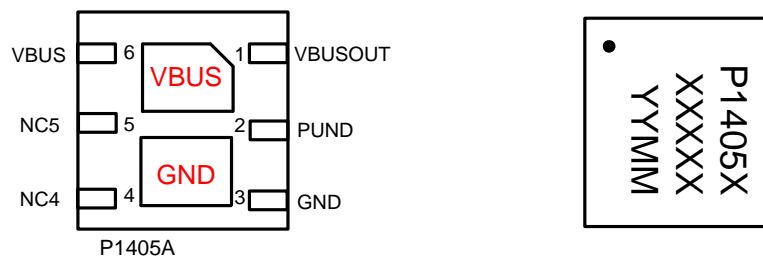 VBUS 6 VBUS 1 VBUSOUT
NC5 5 2 PUND
NC4 4 GND 3 GND
P1405A
P1405X
XXXXX
YYMM